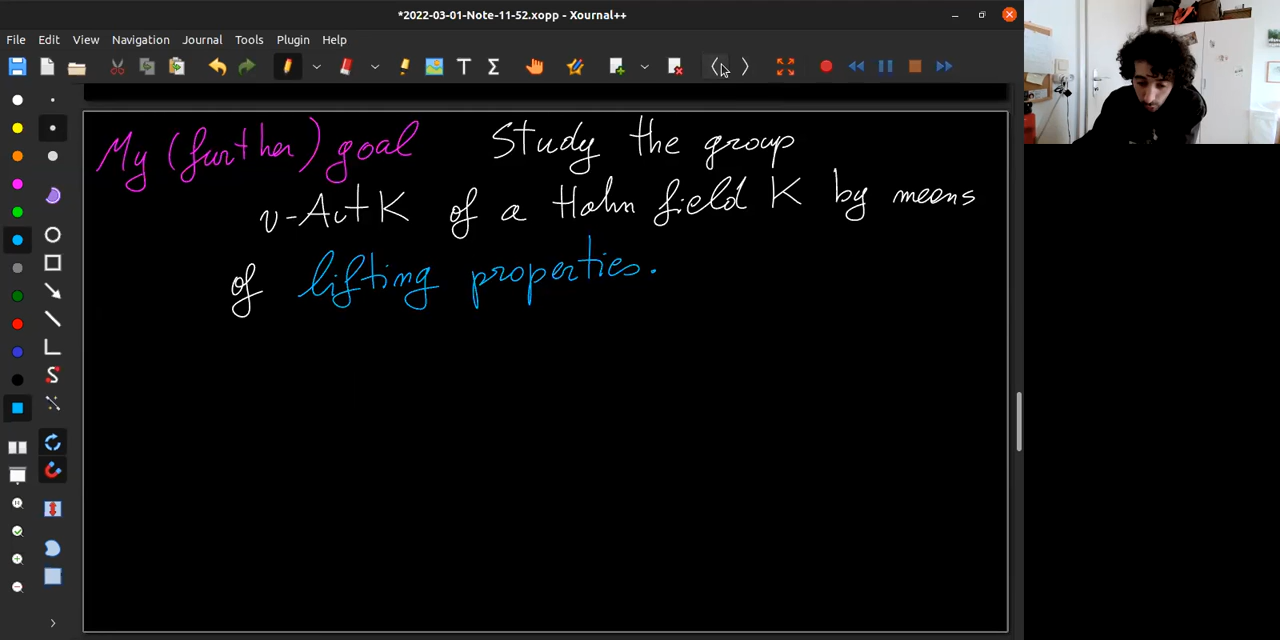 *2022-03-01-Note-11-52.xopp - Xournal++
File Edit View Navigation Journal Tools Plugin Help
My (further) goal Study the group
v-Aut K of a Hahn field K by means
of lifting properties.